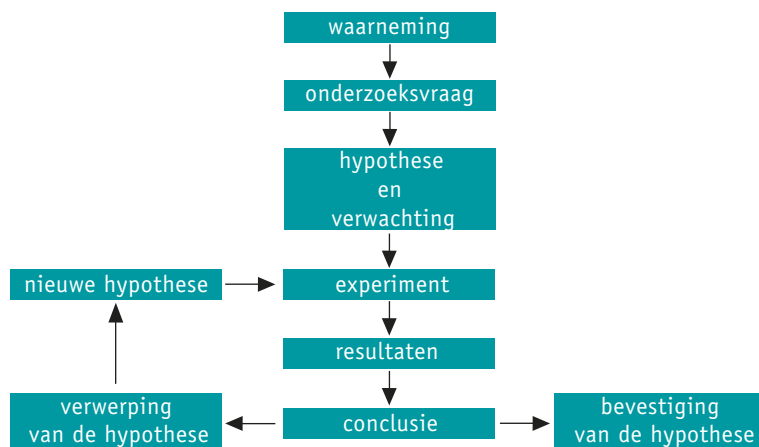 waarneming
onderzoeksvraag
hypothese
en
verwachting
nieuwe hypothese
experiment
resultaten
verwerping
van de hypothese
conclusie
bevestiging
van de hypothese